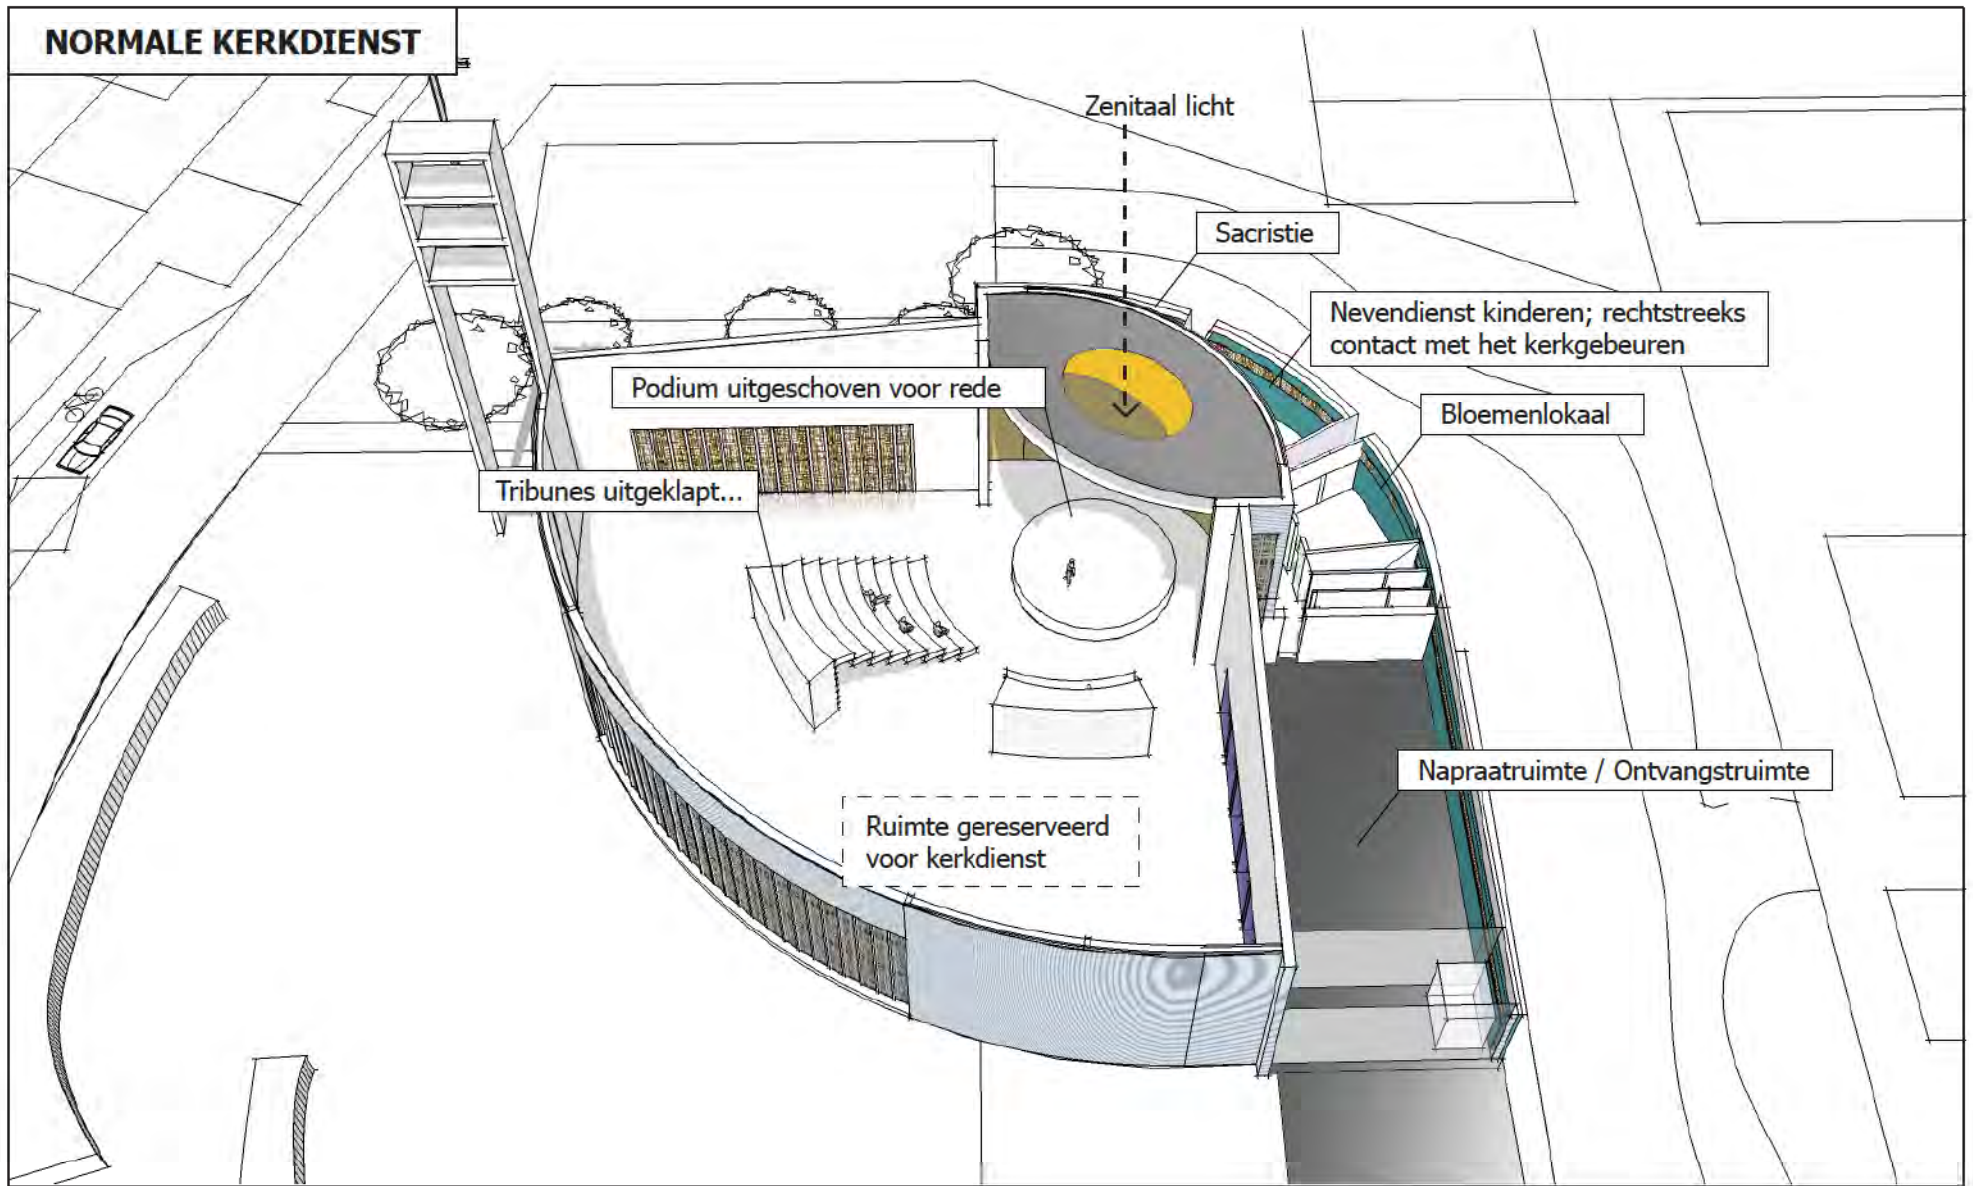 NORMALE KERKDIENST
Zenitaal licht
Sacristie
Nevendienst kinderen; rechtstreeks
contact met het kerkgebeuren
Podium uitgeschoven voor rede
Bloemenlokaal
Tribunes uitgeklapt...
Napraatruimte / Ontvangstruimte
Ruimte gereserveerd
voor kerkdienst